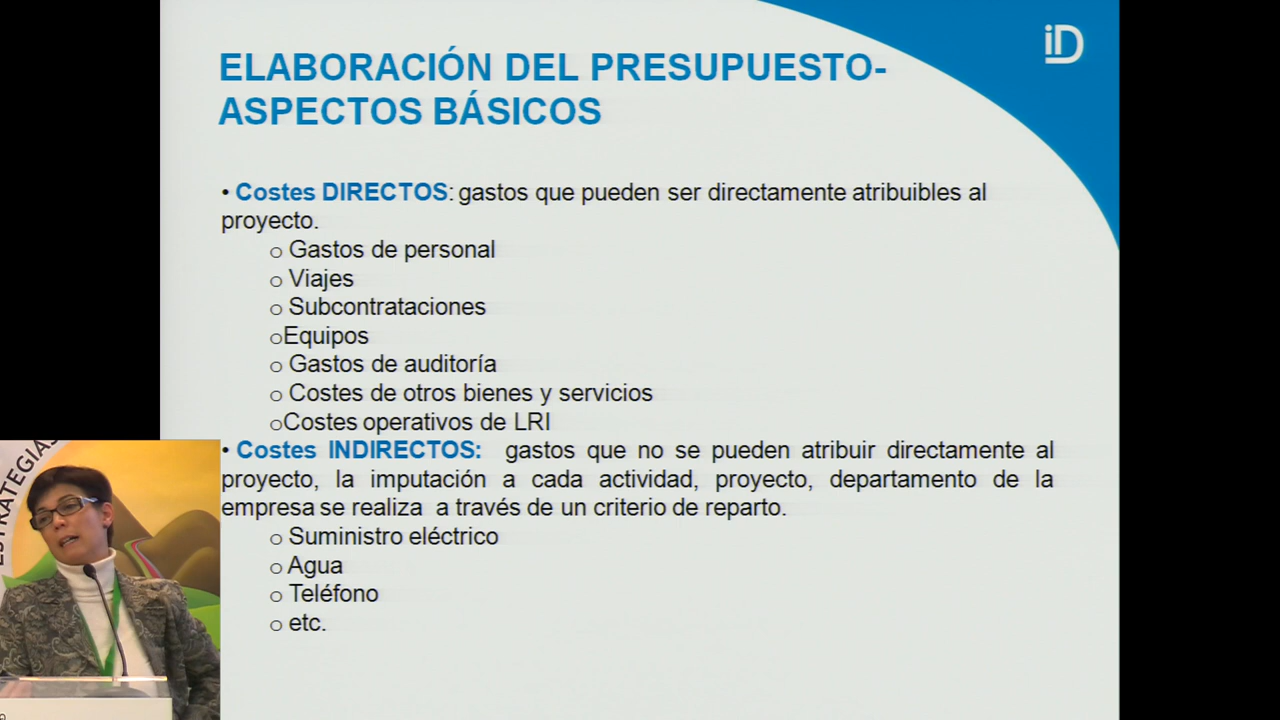 iD
ELABORACIÓN DEL PRESUPUESTO-
ASPECTOS BÁSICOS
• Costes DIRECTOS: gastos que pueden ser directamente atribuibles al
proyecto.
o Gastos de personal
o Viajes
o Subcontrataciones
oEquipos
o Gastos de auditoría
o Costes de otros bienes y servicios
oCostes operativos de LRI
• Costes INDIRECTOS: gastos que no se pueden atribuir directamente al
proyecto, la imputación a cada actividad, proyecto, departamento de la
empresa se realiza a través de un criterio de reparto.
o Suministro eléctrico
o Agua
o Teléfono
o etc.
ESTRATEGIAS